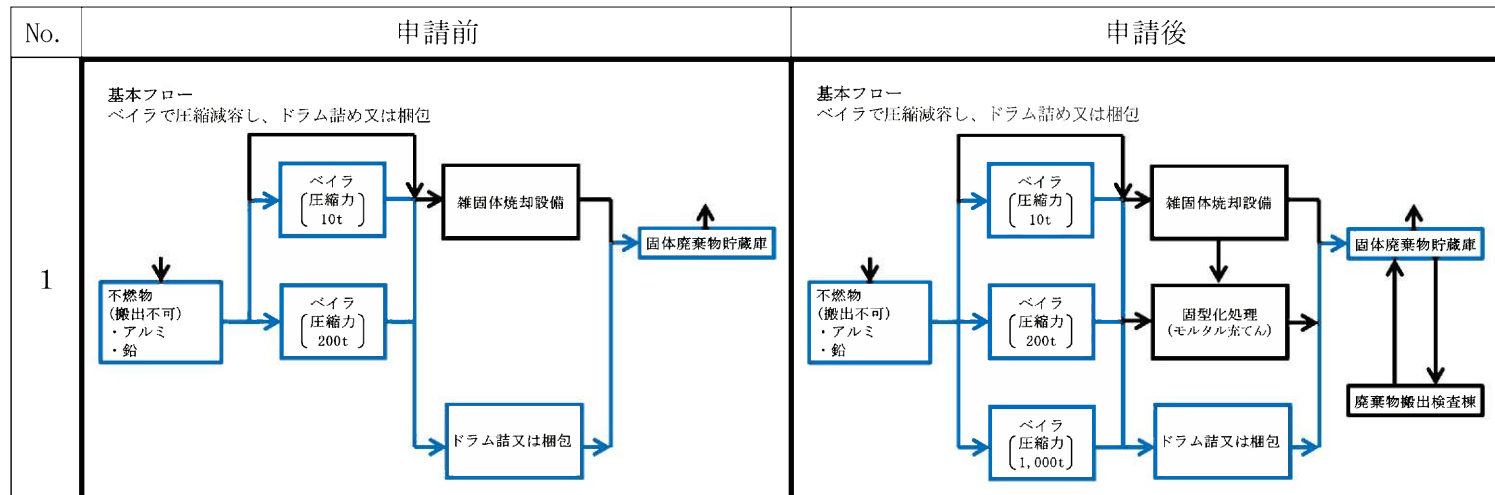 No.
申請前
申請後
1
基本フロー
ベイラで圧縮減容し、ドラム詰め又は梱包
ベイラ
圧縮力
10t
雑固体焼却設備
固体廃棄物貯蔵庫
不燃物
(搬出不可)
・アルミ
・鉛
ベイラ
圧縮力
200t
ドラム詰又は梱包
基本フロー
ベイラで圧縮減容し、ドラム詰め又は梱包
ベイラ
圧縮力
10t
雑固体焼却設備
固体廃棄物貯蔵庫
不燃物
(搬出不可)
・アルミ
・鉛
ベイラ
圧縮力
200t
固型化処理
(モルタル充てん)
廃棄物搬出検査棟
ベイラ
圧縮力
1,000t
ドラム詰又は梱包